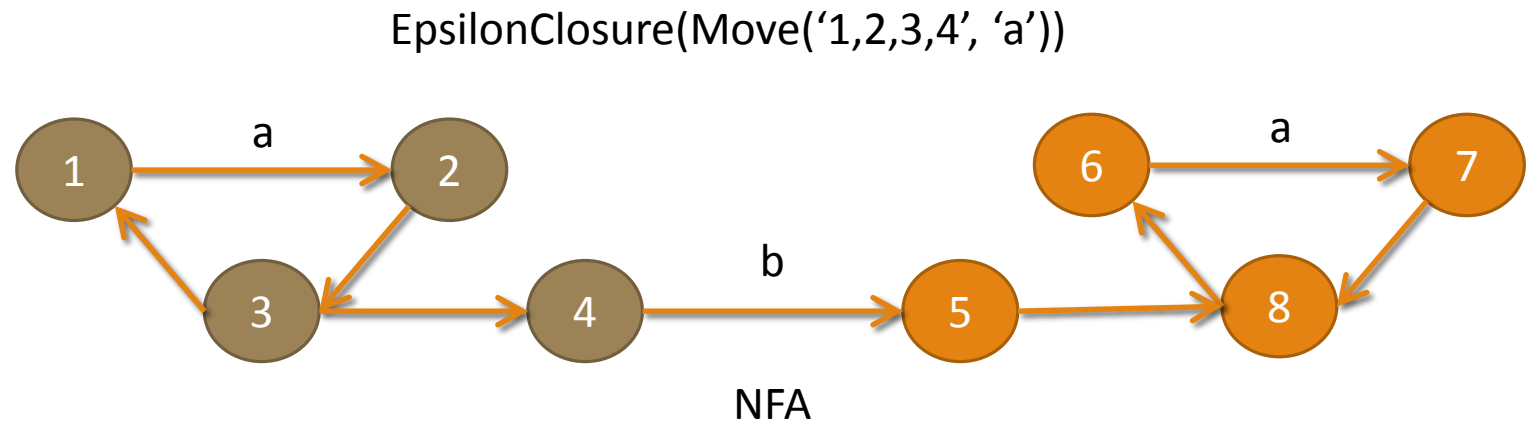 EpsilonClosure(Move(‘1,2,3,4’, ‘a’))
a
a
1
2
6
7
b
3
4
5
8
NFA